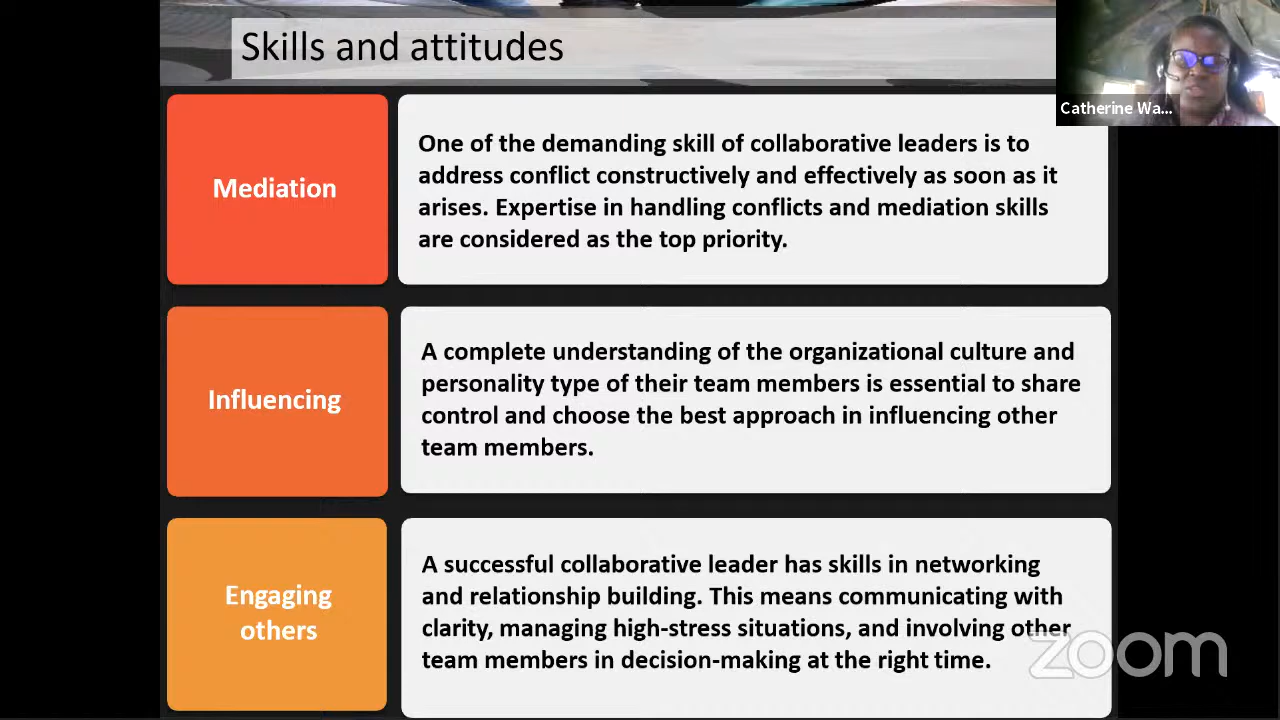 Skills and attitudes
Catherine Wa...
Mediation
One of the demanding skill of collaborative leaders is to
address conflict constructively and effectively as soon as it
arises. Expertise in handling conflicts and mediation skills
are considered as the top priority.
Influencing
A complete understanding of the organizational culture and
personality type of their team members is essential to share
control and choose the best approach in influencing other
team members.
Engaging
others
A successful collaborative leader has skills in networking
and relationship building. This means communicating with
clarity, managing high-stress situations, and involving other
team members in decision-making at the right time.
zoom